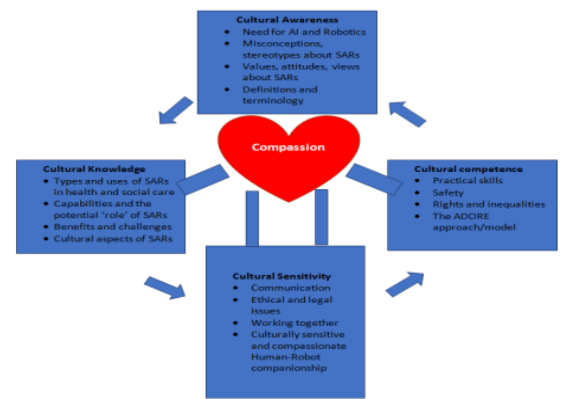 Cultural Awareness
• Need for AI and Robotics
• Misconceptions,
stereotypes about SARs
• Values, attitudes, views
about SARs
• Definitions and
terminology
Compassion
Cultural Knowledge
• Types and uses of SARs
in health and social care
• Capabilities and the
potential ‘role’ of SARs
• Benefits and challenges
• Cultural aspects of SARs
Cultural competence
• Practical skills
• Safety
• Rights and inequalities
• The ADORE
approach/model
Cultural Sensitivity
• Communication
• Ethical and legal
issues
• Working together
• Culturally sensitive
and compassionate
Human-Robot
companionship